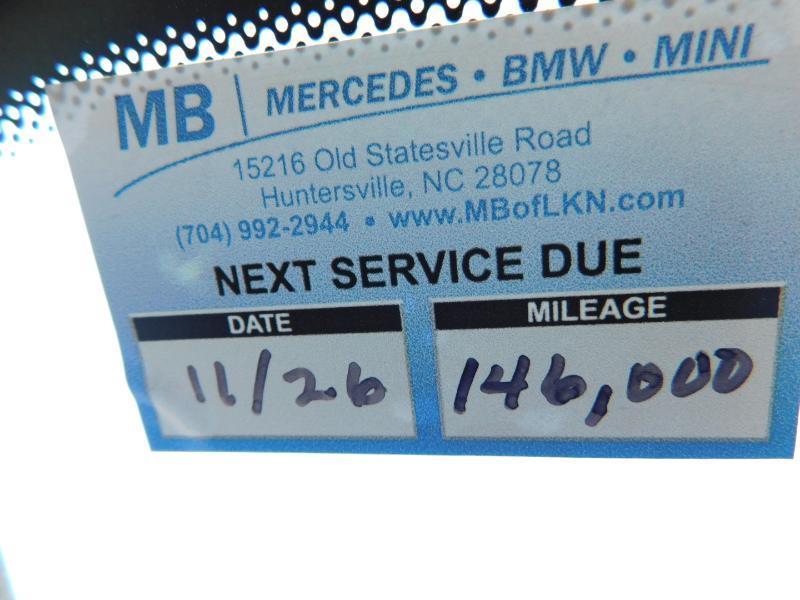 MB | MERCEDES • BMW • MINI
15216 Old Statesville Road
Huntersville, NC 28078
(704) 992-2944 • www.MBofLKN.com
NEXT SERVICE DUE
DATE MILEAGE
11/26 146,000